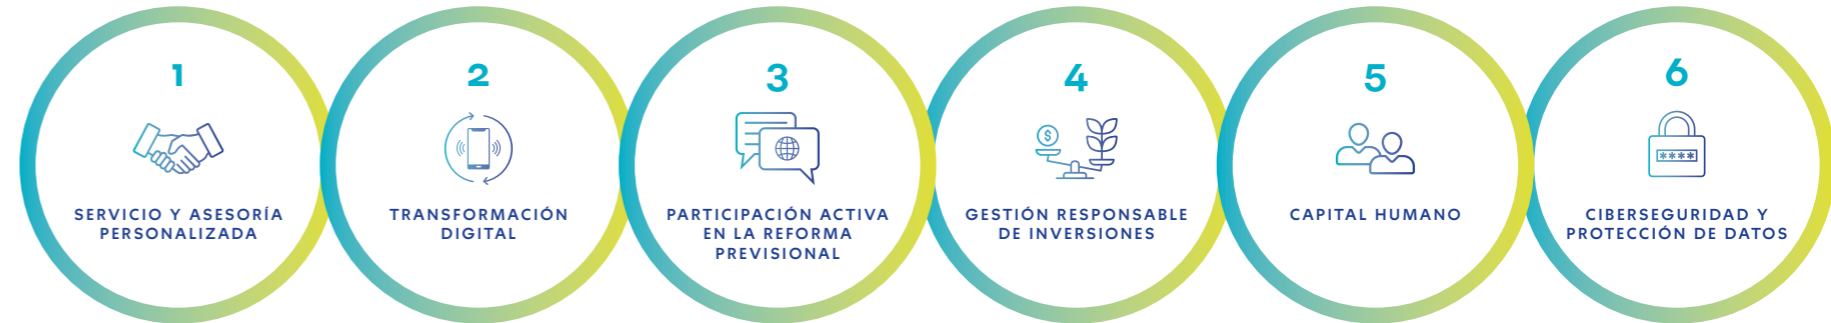 1
SERVICIO Y ASESORÍA
PERSONALIZADA
2
TRANSFORMACIÓN
DIGITAL
3
PARTICIPACIÓN ACTIVA
EN LA REFORMA
PREVISIONAL
4
$
GESTIÓN RESPONSABLE
DE INVERSIONES
5
CAPITAL HUMANO
6
****
CIBERSEGURIDAD Y
PROTECCIÓN DE DATOS